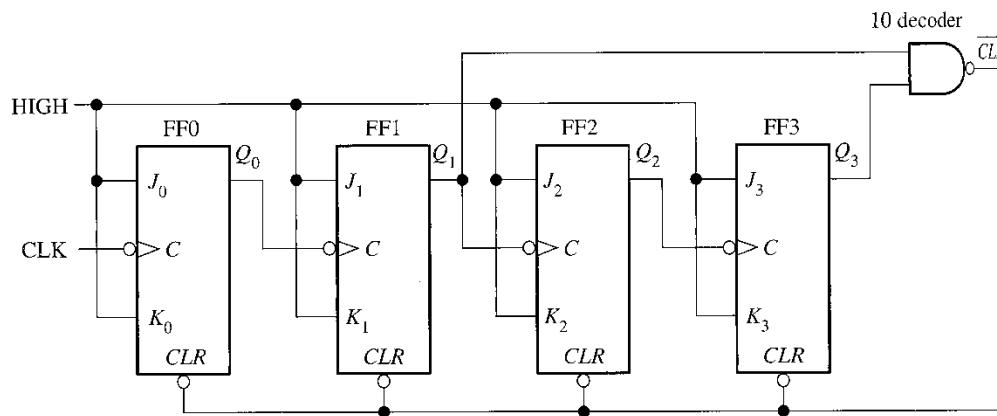 10 decoder
CL
HIGH
FF0 FF1 FF2 FF3
Q0 Q1 Q2 Q3
J0 J1 J2 J3
CLK C C C C
K0 K1 K2 K3
CLR CLR CLR CLR